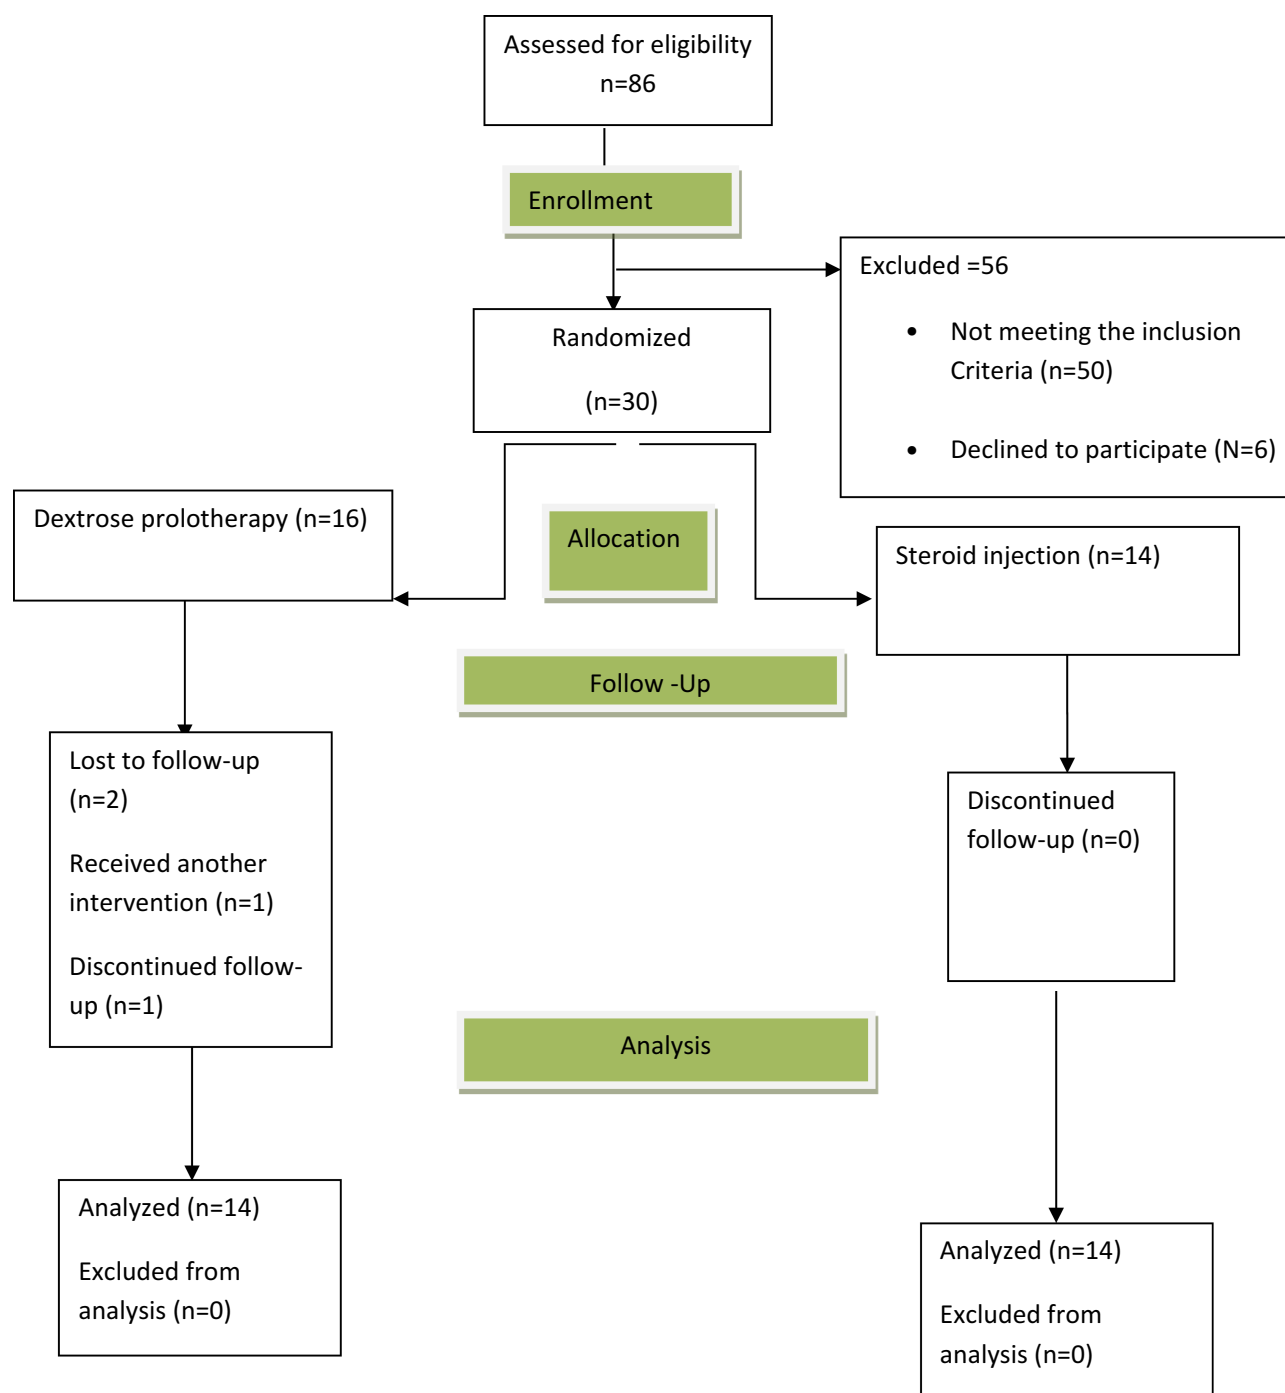 Assessed for eligibility
n=86
Enrollment
Excluded =56
• Not meeting the inclusion
Criteria (n=50)
• Declined to participate (N=6)
Randomized
(n=30)
Dextrose prolotherapy (n=16)
Allocation
Steroid injection (n=14)
Follow -Up
Lost to follow-up
(n=2)
Received another
intervention (n=1)
Discontinued follow-
up (n=1)
Discontinued
follow-up (n=0)
Analysis
Analyzed (n=14)
Excluded from
analysis (n=0)
Analyzed (n=14)
Excluded from
analysis (n=0)